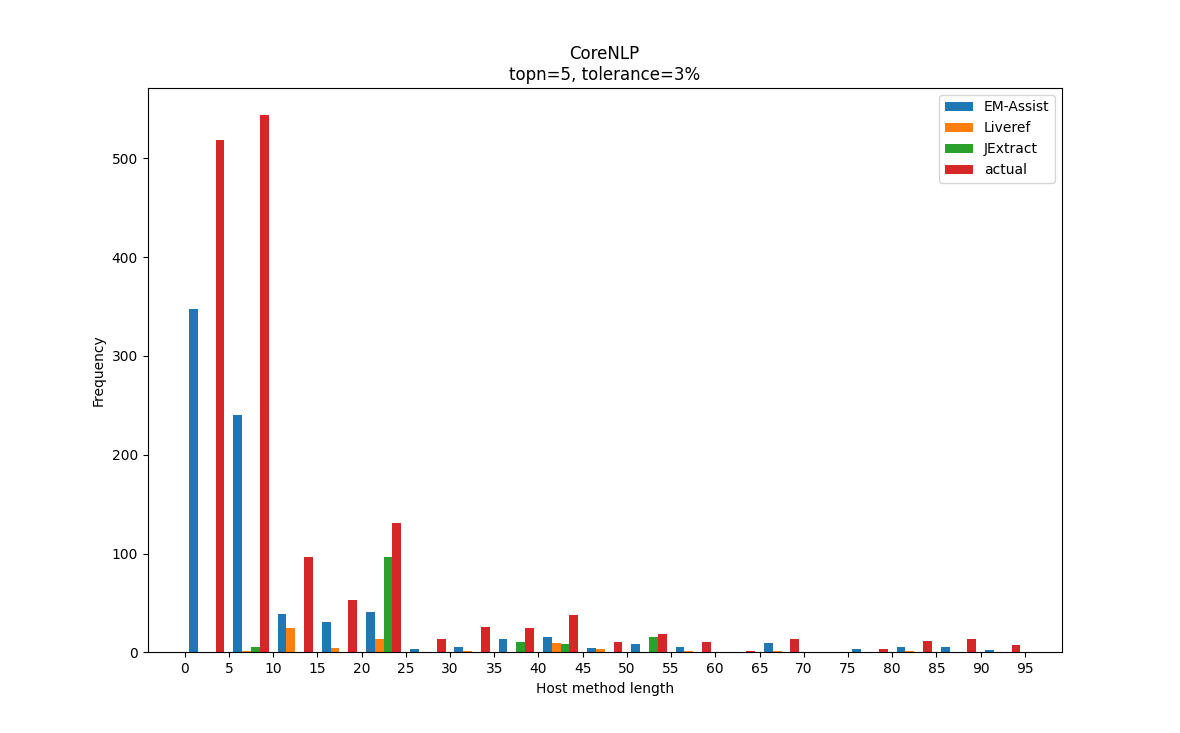 CoreNLP
topn=5, tolerance=3%
EM-Assist
Liveref
JExtract
actual
Frequency
500
400
300
200
100
0
0 5 10 15 20 25 30 35 40 45 50 55 60 65 70 75 80 85 90 95
Host method length